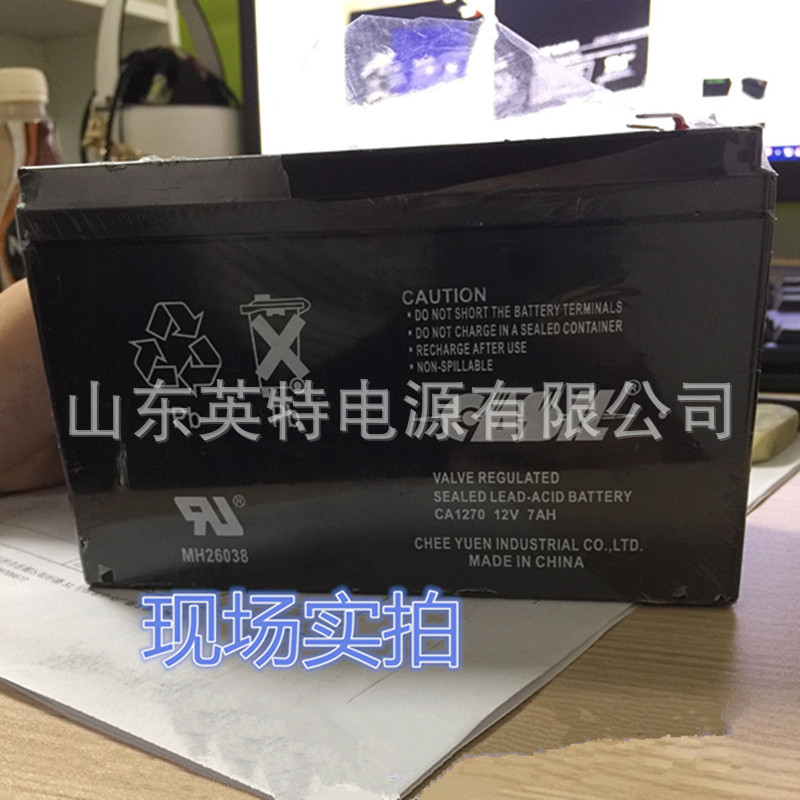 CAUTION
• DO NOT SHORT THE BATTERY TERMINALS
• DO NOT CHARGE IN A SEALED CONTAINER
• RECHARGE AFTER USE
• NON-SPILLABLE
山东英特电源有限公司
VALVE REGULATED
SEALED LEAD-ACID BATTERY
CA1270 12V 7AH
CHEE YUEN INDUSTRIAL CO.,LTD.
MADE IN CHINA
MH26038
现场实拍